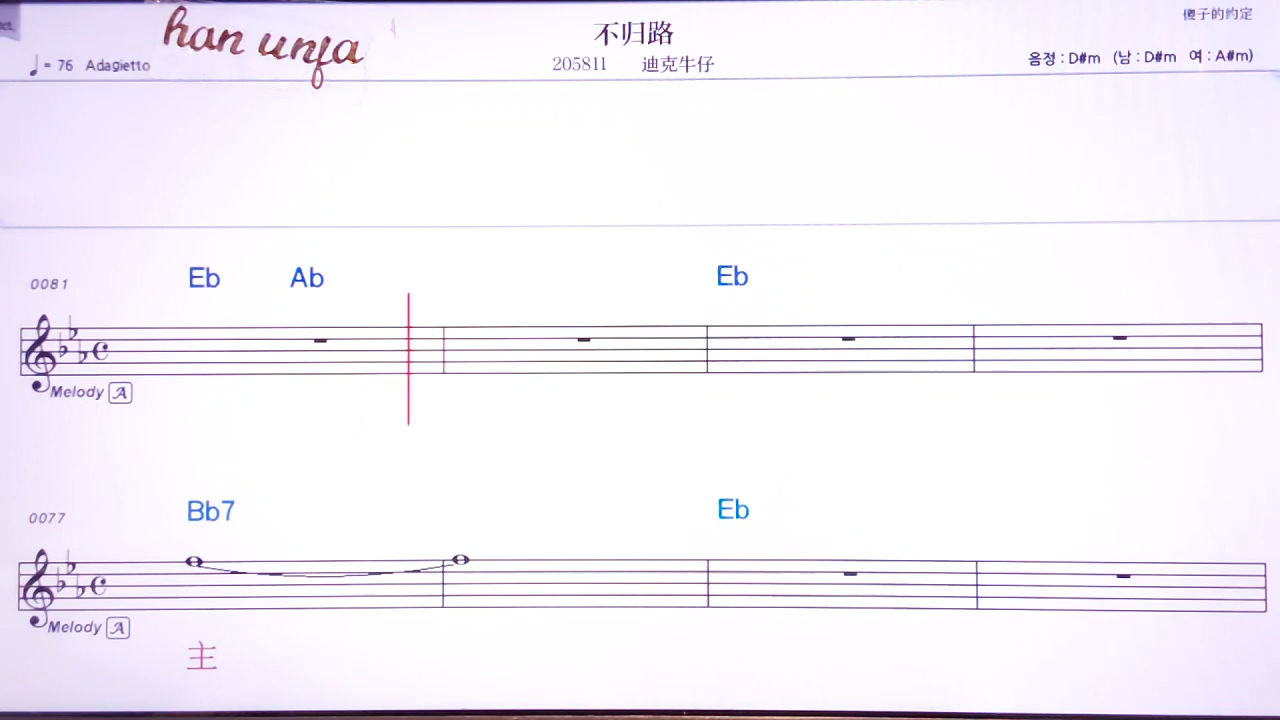 han unja
不归路
傻子的约定
♩= 76 Adagietto
205811 迪克牛仔
음정 : D#m (남 : D#m 여 : A#m)
0081 Eb Ab Eb
Melody A
0077 Bb7 Eb
Melody A
主